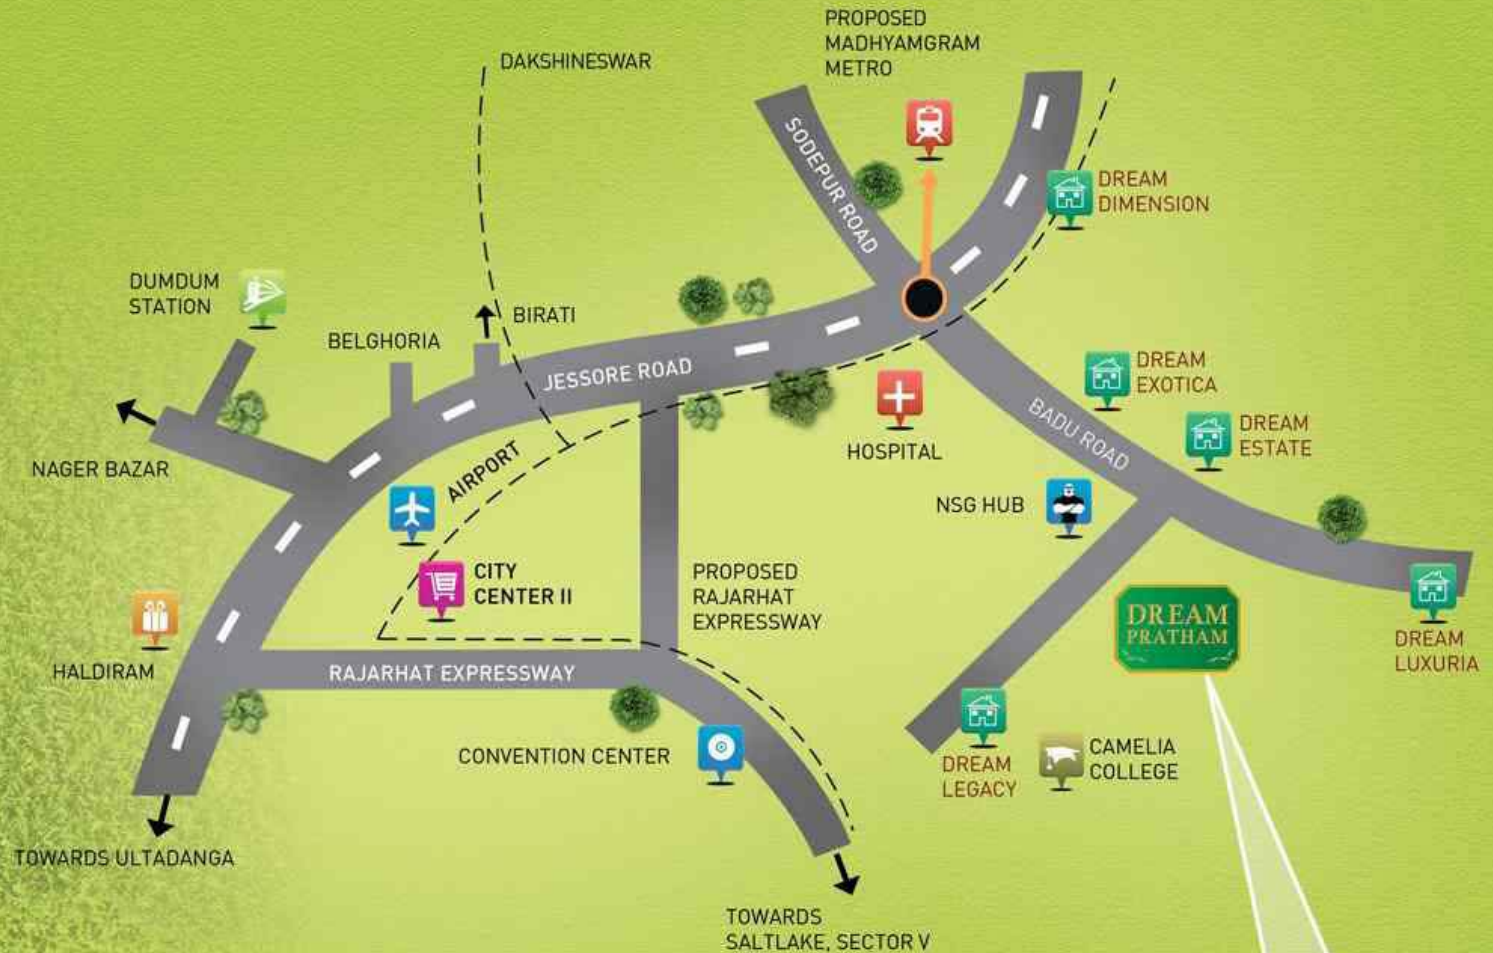 PROPOSED
MADHYAMGRAM
METRO
DAKSHINESWAR
SODEPUR ROAD
DREAM
DIMENSION
DUMDUM
STATION
BIRATI
BELGHORIA
JESSORE ROAD
DREAM
EXOTICA
BADU ROAD
DREAM
ESTATE
HOSPITAL
NAGER BAZAR
AIRPORT
NSG HUB
CITY
CENTER II
PROPOSED
RAJARHAT
EXPRESSWAY
DREAM
PRATHAM
DREAM
LUXURIA
HALDIRAM
RAJARHAT EXPRESSWAY
CONVENTION CENTER
DREAM
LEGACY
CAMELIA
COLLEGE
TOWARDS ULTADANGA
TOWARDS
SALTLAKE, SECTOR V